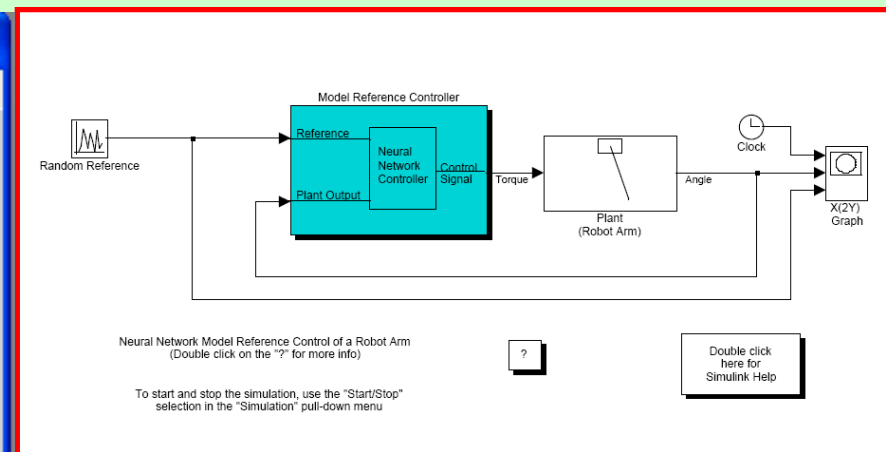 Model Reference Controller
Random Reference
Reference
Neural
Network
Controller
Control
Signal
Plant Output
Torque
Plant
(Robot Arm)
Angle
Clock
X(2Y)
Graph
Neural Network Model Reference Control of a Robot Arm
(Double click on the "?" for more info)
?
Double click
here for
Simulink Help
To start and stop the simulation, use the "Start/Stop"
selection in the "Simulation" pull-down menu